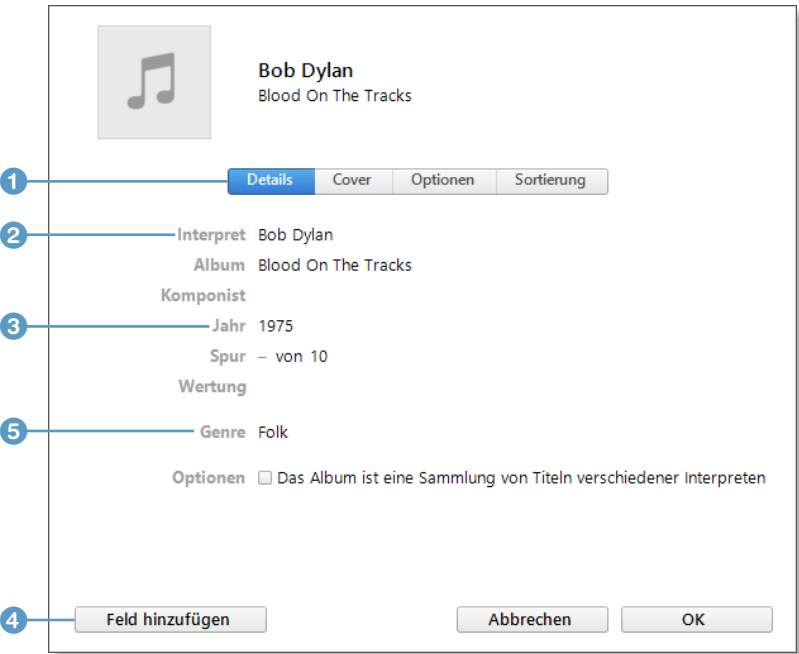 Bob Dylan
Blood On The Tracks
1 Details Cover Optionen Sortierung
2 Interpret Bob Dylan
Album Blood On The Tracks
Komponist
3 Jahr 1975
Spur – von 10
Wertung
5 Genre Folk
Optionen Das Album ist eine Sammlung von Titeln verschiedener Interpreten
4 Feld hinzufügen Abbrechen OK